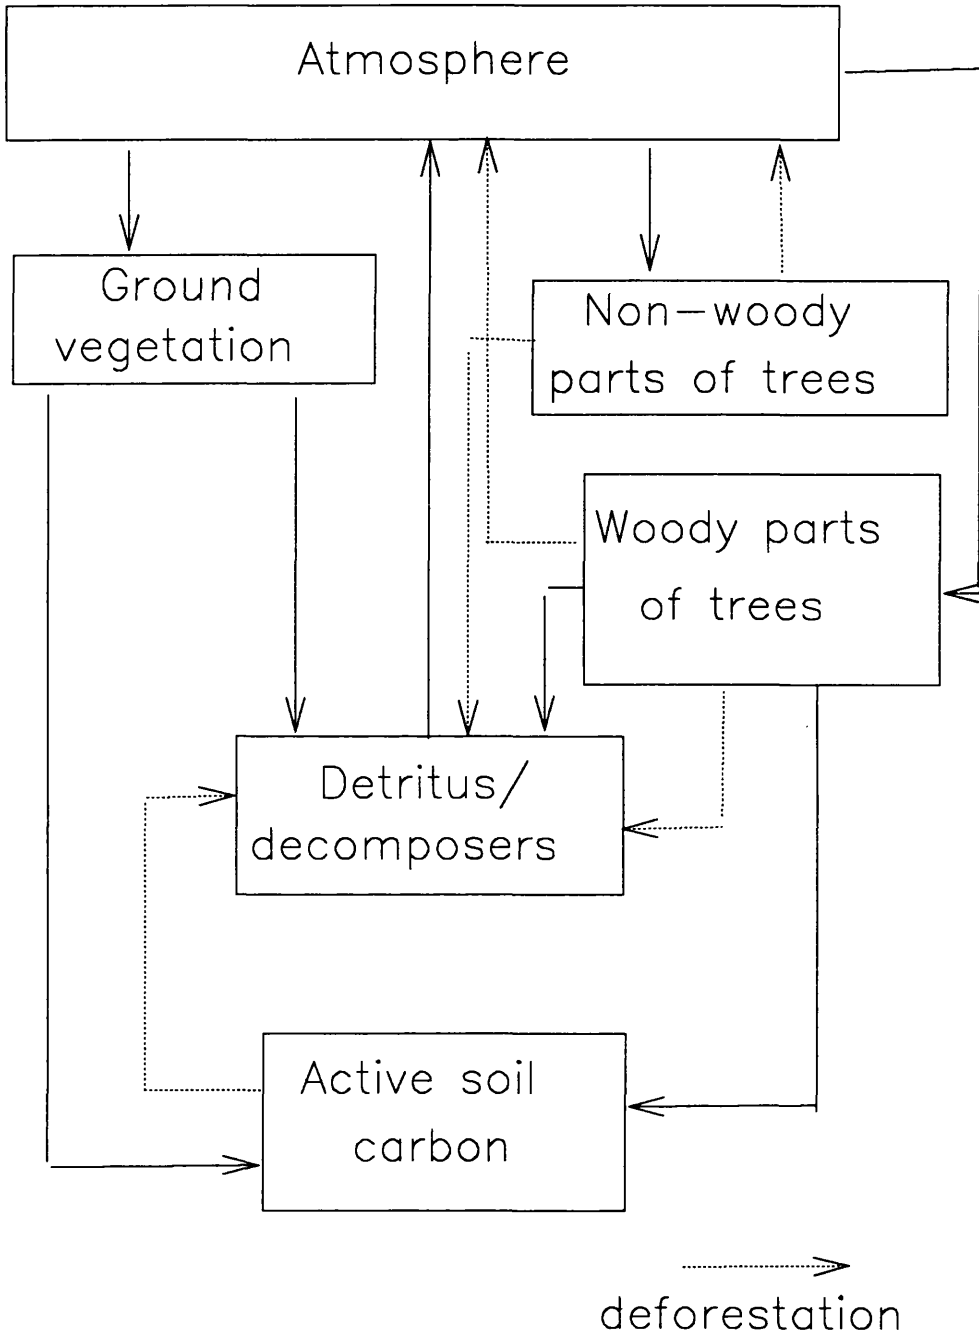 Atmosphere
Ground
vegetation
Non-woody
parts of trees
Woody parts
of trees
Detritus/
decomposers
Active soil
carbon
deforestation